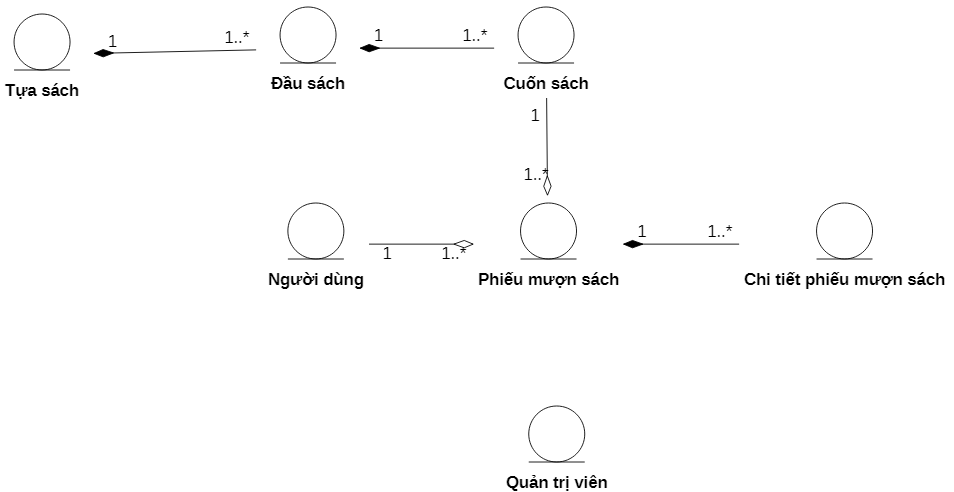 1 1..* 1 1..*
Tựa sách Đầu sách Cuốn sách
1
1..*
1 1..* 1 1..*
Người dùng Phiếu mượn sách Chi tiết phiếu mượn sách
Quản trị viên